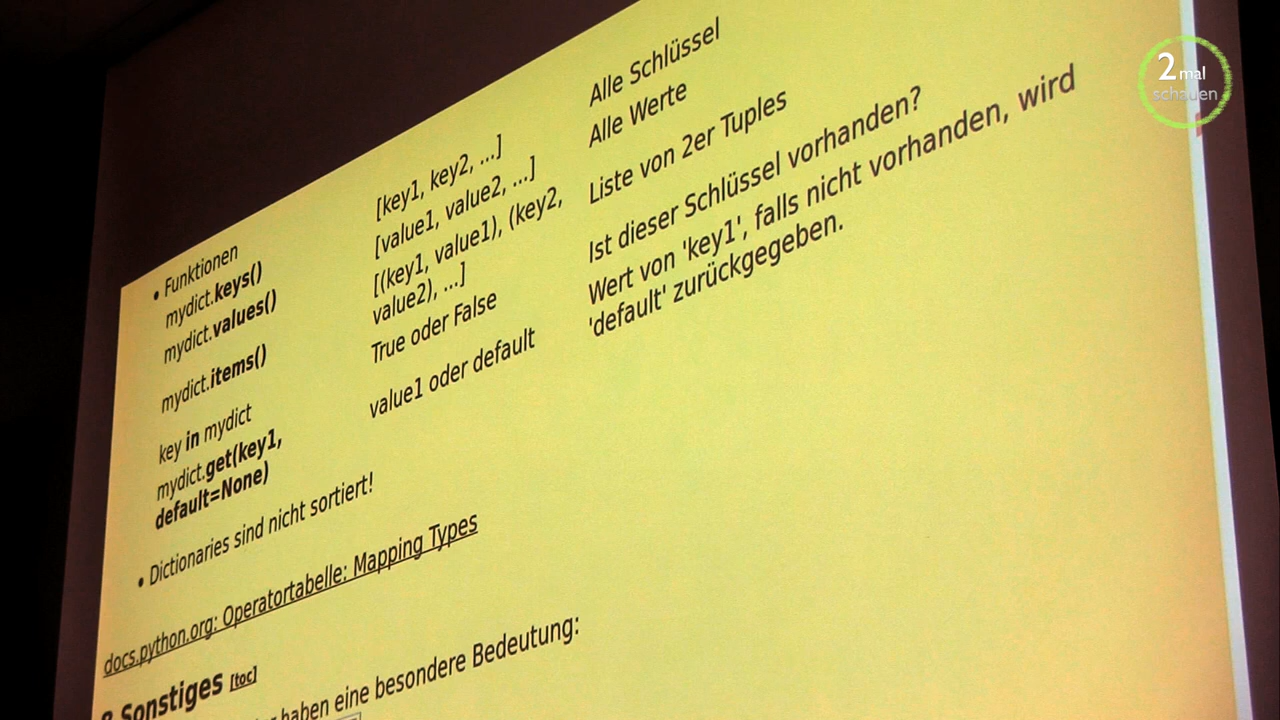 • Funktionen
mydict.keys() [key1, key2, ...] Alle Schlüssel
mydict.values() [value1, value2, ...] Alle Werte
mydict.items() [(key1, value1), (key2, Liste von 2er Tuples
value2), ...]
key in mydict True oder False Ist dieser Schlüssel vorhanden?
mydict.get(key1, value1 oder default Wert von 'key1', falls nicht vorhanden, wird
default=None) 'default' zurückgegeben.
• Dictionaries sind nicht sortiert!
docs.python.org: Operatortabelle: Mapping Types
Sonstiges [toc]
haben eine besondere Bedeutung:
2mal
schauen